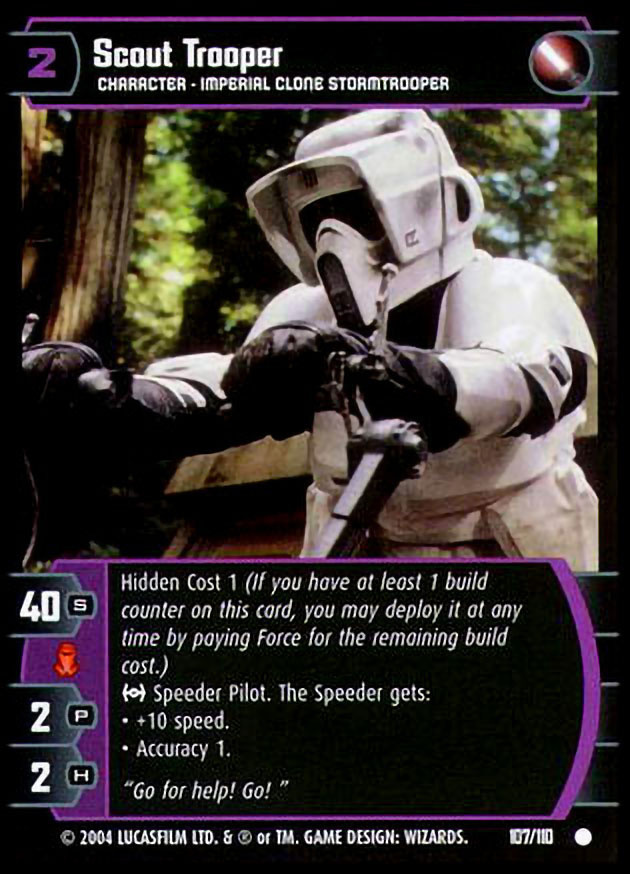 2
Scout Trooper
CHARACTER - IMPERIAL CLONE STORMTROOPER
40 S
2 P
2 H
Hidden Cost 1 (If you have at least 1 build
counter on this card, you may deploy it at any
time by paying Force for the remaining build
cost.)
Speeder Pilot. The Speeder gets:
• +10 speed.
• Accuracy 1.
"Go for help! Go! "
© 2004 LUCASFILM LTD. & ® or TM. GAME DESIGN: WIZARDS. 107/110